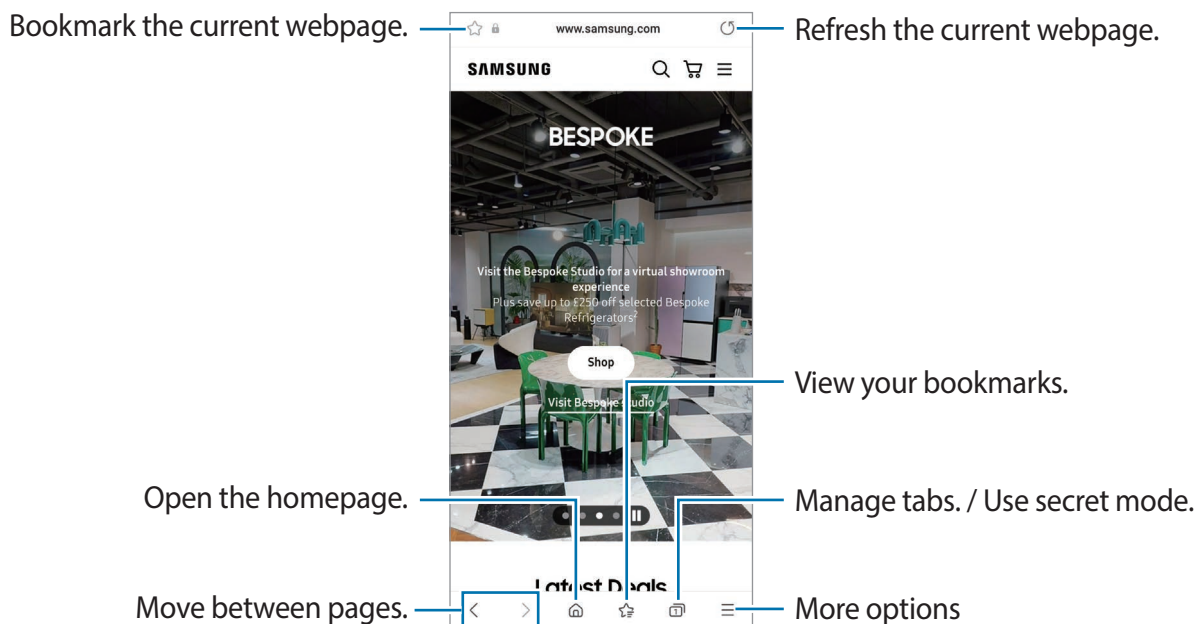 Bookmark the current webpage.
www.samsung.com
Refresh the current webpage.
SAMSUNG
BESPOKE
Visit the Bespoke Studio for a virtual showroom
experience
Plus save up to £250 off selected Bespoke
Refrigerators²
Shop
View your bookmarks.
Visit Bespoke studio
Open the homepage.
Manage tabs. / Use secret mode.
Latest Deals
Move between pages.
1
More options